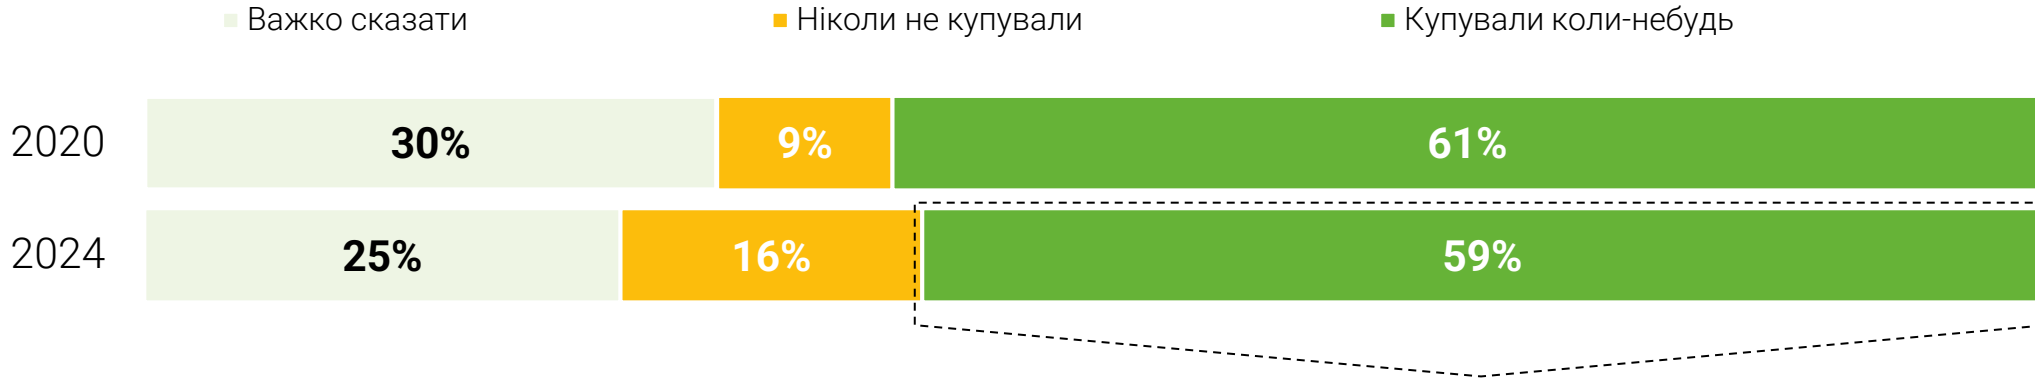 Важко сказати Ніколи не купували Купували коли-небудь
2020 30% 9% 61%
2024 25% 16% 59%